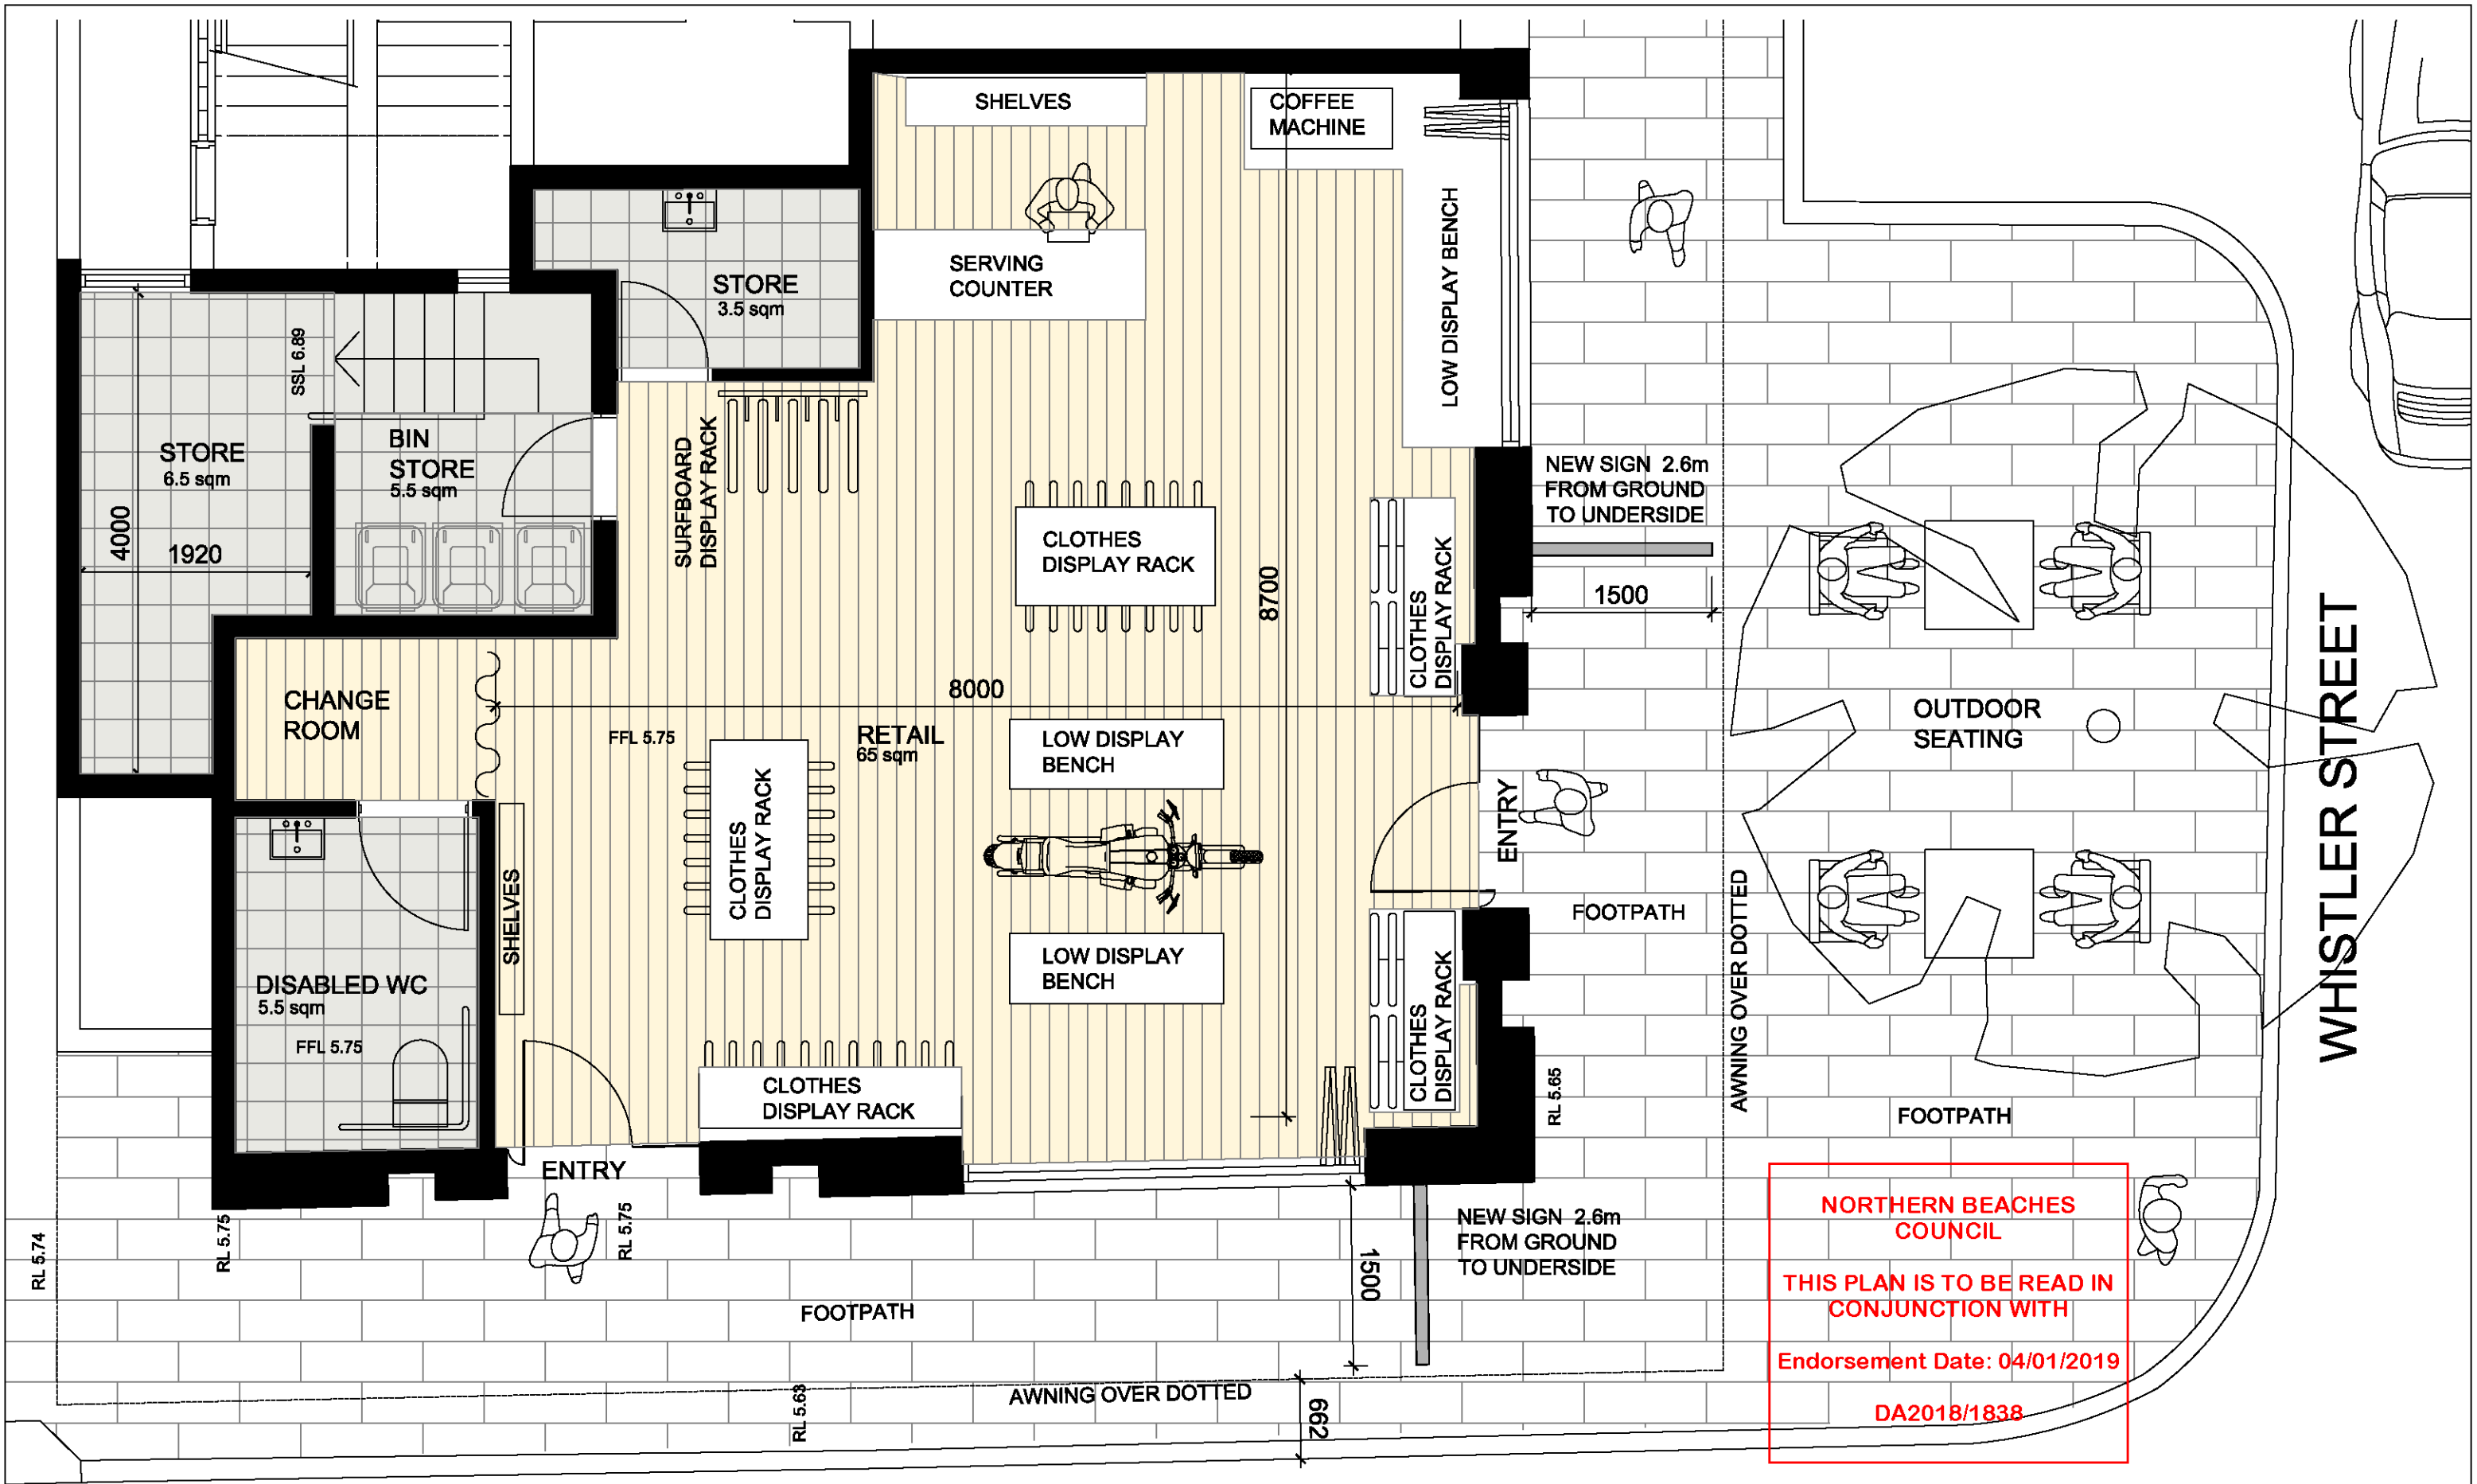 SHELVES
COFFEE
MACHINE
STORE
3.5 sqm
SERVING
COUNTER
LOW DISPLAY BENCH
SSL 6.89
STORE
6.5 sqm
BIN
STORE
5.5 sqm
4000
1920
SURFBOARD
DISPLAY RACK
CLOTHES
DISPLAY RACK
8700
CLOTHES
DISPLAY RACK
NEW SIGN 2.6m
FROM GROUND
TO UNDERSIDE
1500
CHANGE
ROOM
8000
FFL 5.75
RETAIL
65 sqm
LOW DISPLAY
BENCH
OUTDOOR
SEATING
WHISTLER STREET
CLOTHES
DISPLAY RACK
ENTRY
SHELVES
FOOTPATH
AWNING OVER DOTTED
LOW DISPLAY
BENCH
DISABLED WC
5.5 sqm
FFL 5.75
CLOTHES
DISPLAY RACK
CLOTHES
DISPLAY RACK
RL 5.65
FOOTPATH
ENTRY
RL 5.74
RL 5.75
RL 5.75
NEW SIGN 2.6m
FROM GROUND
TO UNDERSIDE
1500
FOOTPATH
AWNING OVER DOTTED
RL 5.63
662
NORTHERN BEACHES
COUNCIL
THIS PLAN IS TO BE READ IN
CONJUNCTION WITH
Endorsement Date: 04/01/2019
DA2018/1838